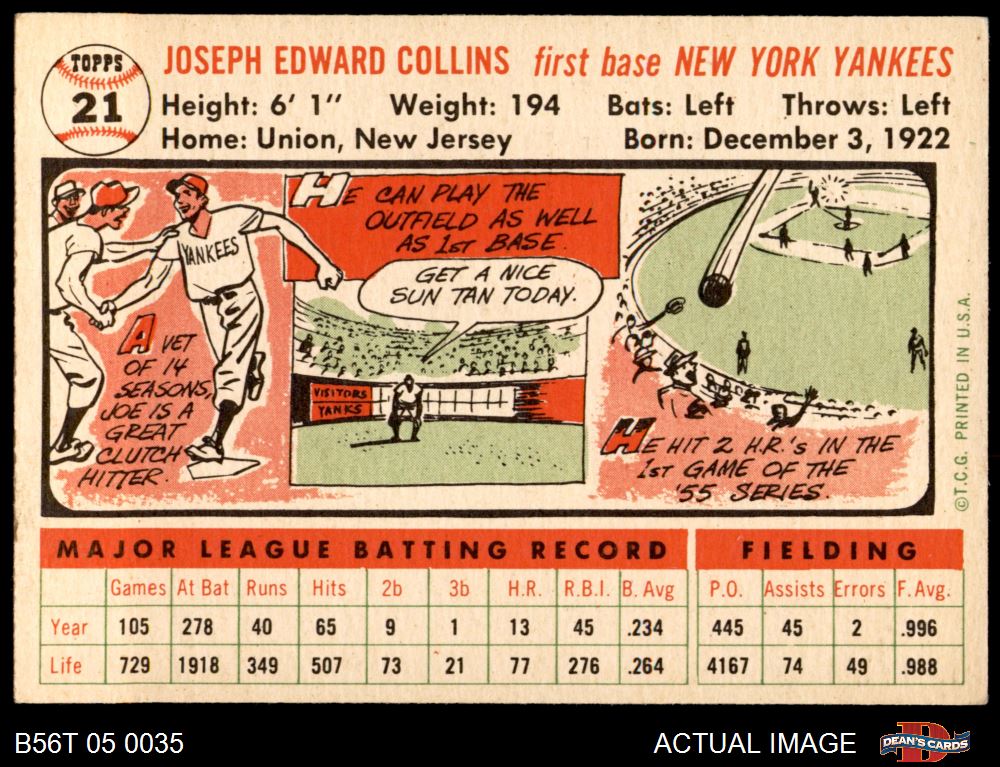 TOPPS
21
JOSEPH EDWARD COLLINS first base NEW YORK YANKEES
Height: 6' 1" Weight: 194 Bats: Left Throws: Left
Home: Union, New Jersey Born: December 3, 1922
YANKEES
A VET
OF 14
SEASONS,
JOE IS A
GREAT
CLUTCH
HITTER.
HE CAN PLAY THE
OUTFIELD AS WELL
AS 1ST BASE.
GET A NICE
SUN TAN TODAY.
VISITORS
YANKS
HE HIT 2 H.R.'s IN THE
1ST GAME OF THE
'55 SERIES.
©T.C.G. PRINTED IN U.S.A.
MAJOR LEAGUE BATTING RECORD FIELDING
Games At Bat Runs Hits 2b 3b H.R. R.B.I. B. Avg P.O. Assists Errors F. Avg.
Year 105 278 40 65 9 1 13 45 .234 445 45 2 .996
Life 729 1918 349 507 73 21 77 276 .264 4167 74 49 .988
B56T 05 0035 ACTUAL IMAGE DEAN'S CARDS